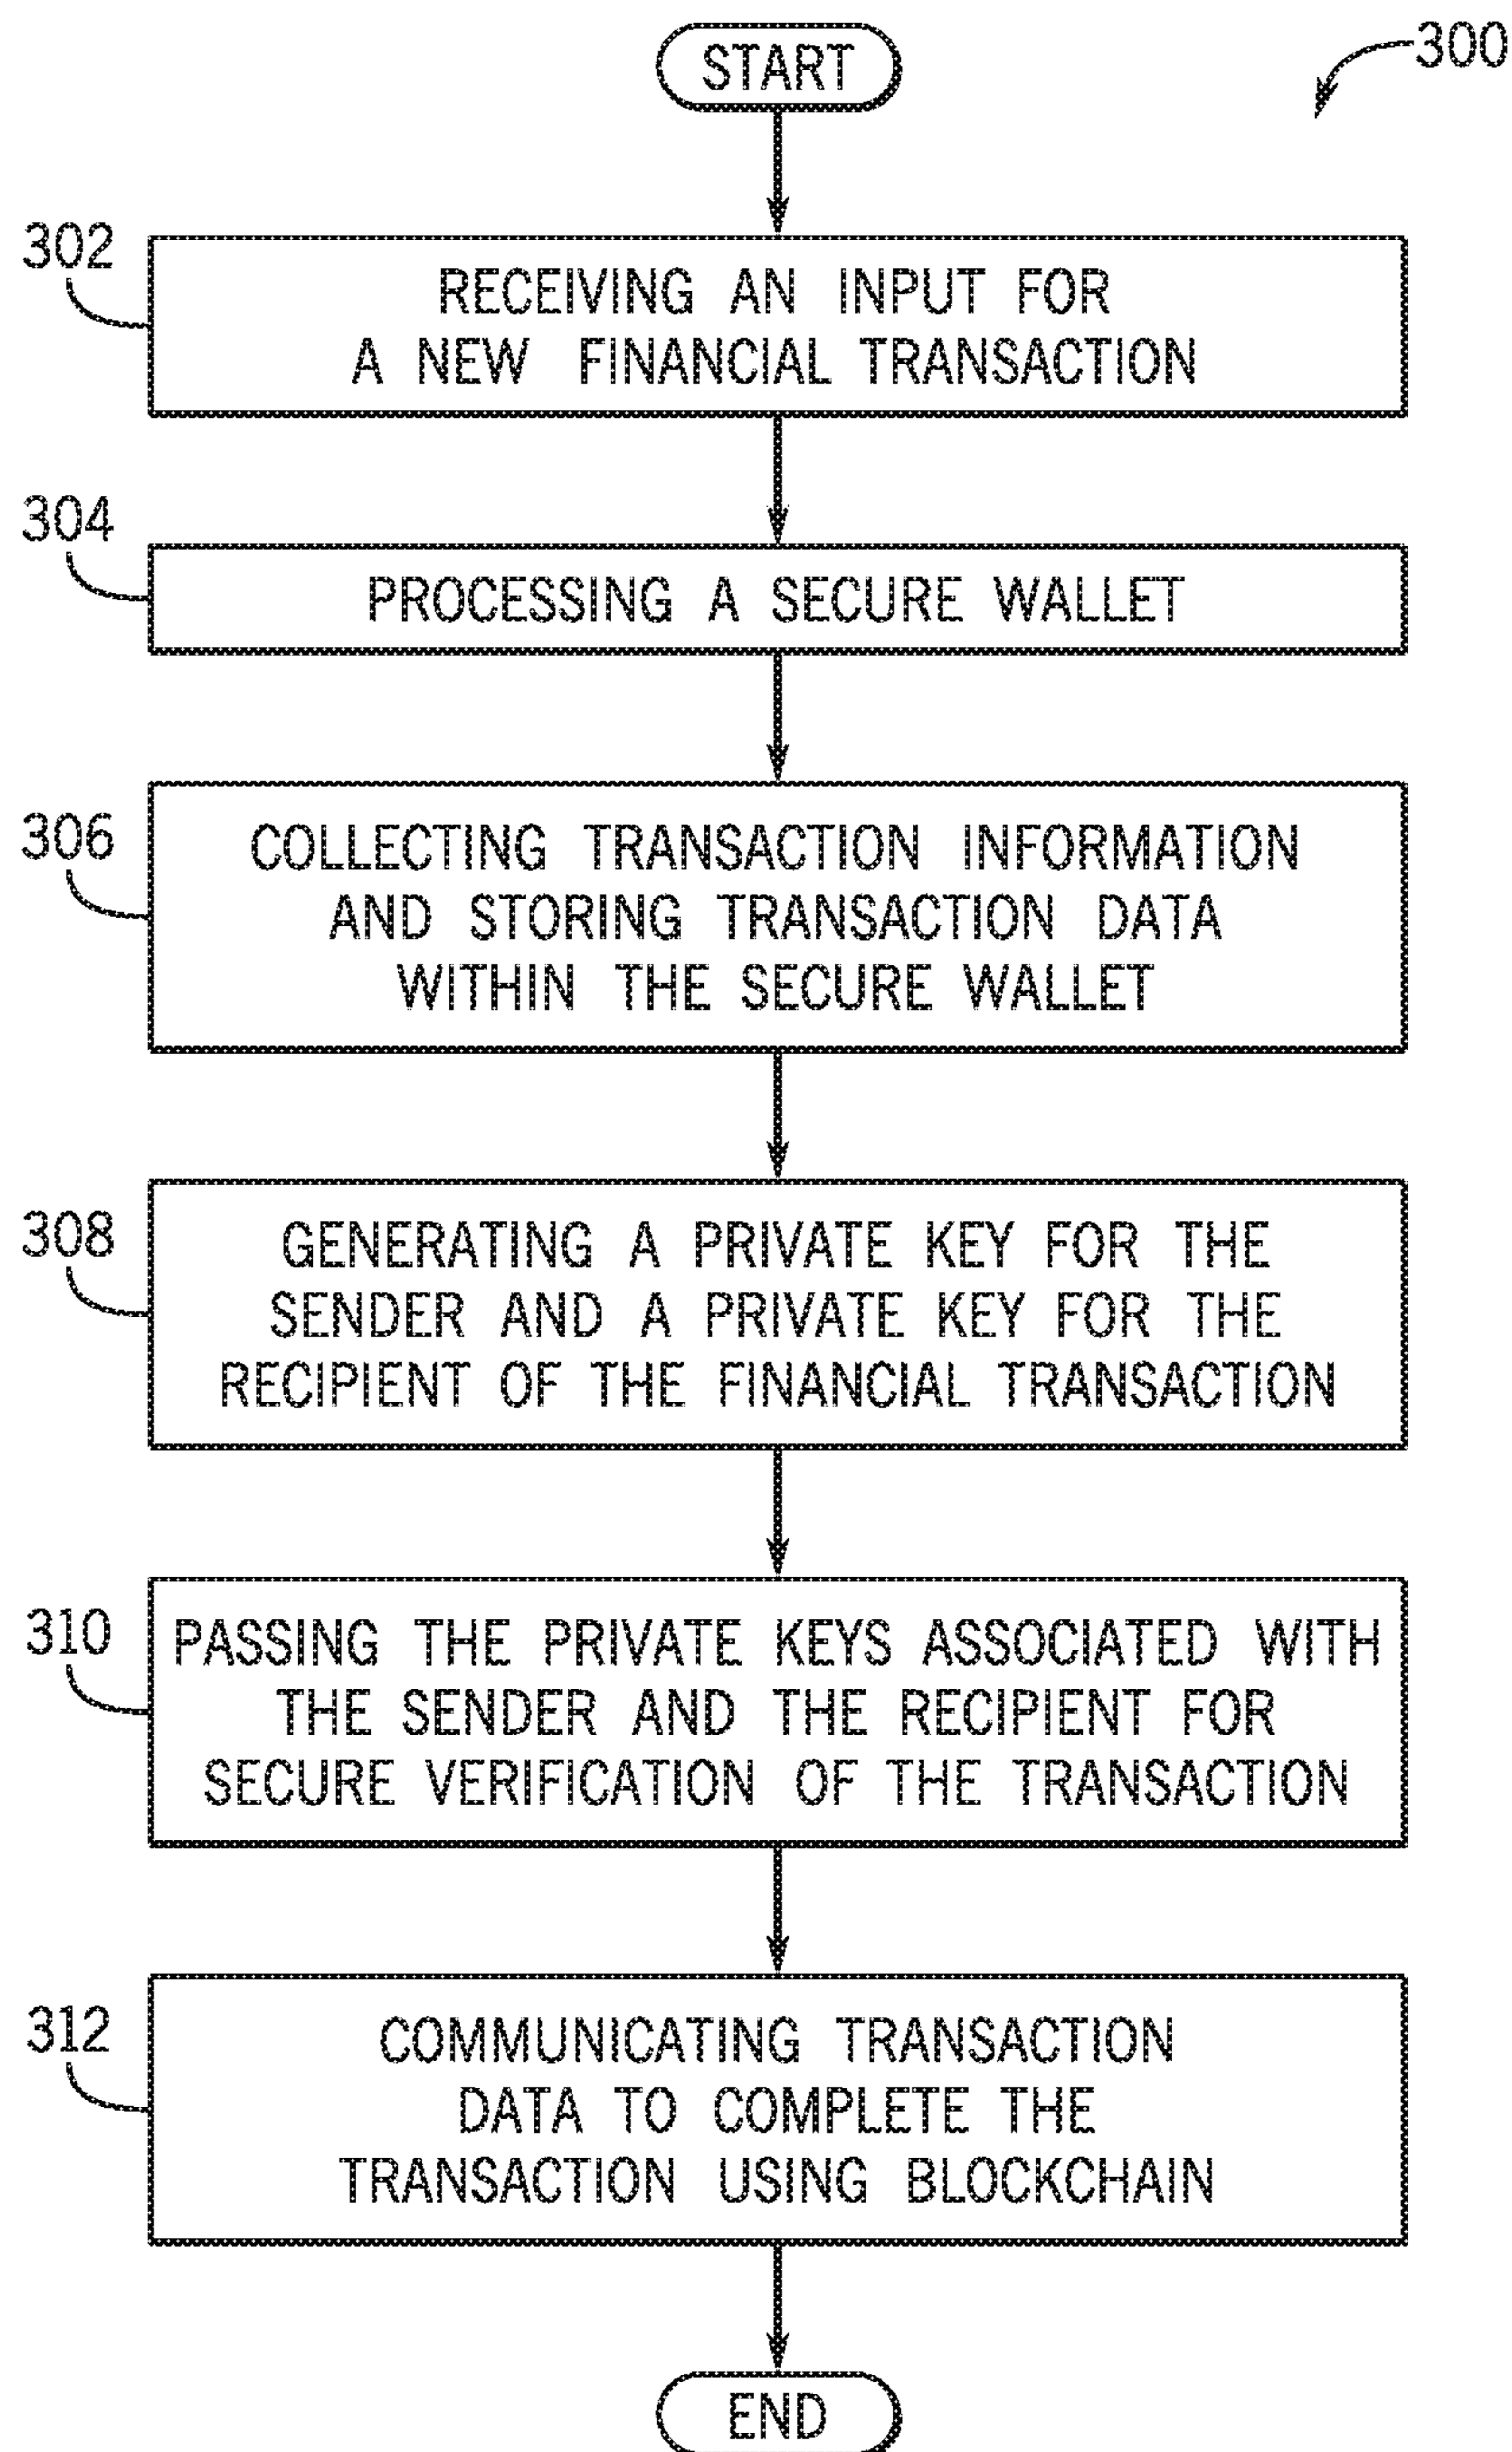 START
300
302
RECEIVING AN INPUT FOR
A NEW FINANCIAL TRANSACTION
304
PROCESSING A SECURE WALLET
306
COLLECTING TRANSACTION INFORMATION
AND STORING TRANSACTION DATA
WITHIN THE SECURE WALLET
308
GENERATING A PRIVATE KEY FOR THE
SENDER AND A PRIVATE KEY FOR THE
RECIPIENT OF THE FINANCIAL TRANSACTION
310
PASSING THE PRIVATE KEYS ASSOCIATED WITH
THE SENDER AND THE RECIPIENT FOR
SECURE VERIFICATION OF THE TRANSACTION
312
COMMUNICATING TRANSACTION
DATA TO COMPLETE THE
TRANSACTION USING BLOCKCHAIN
END